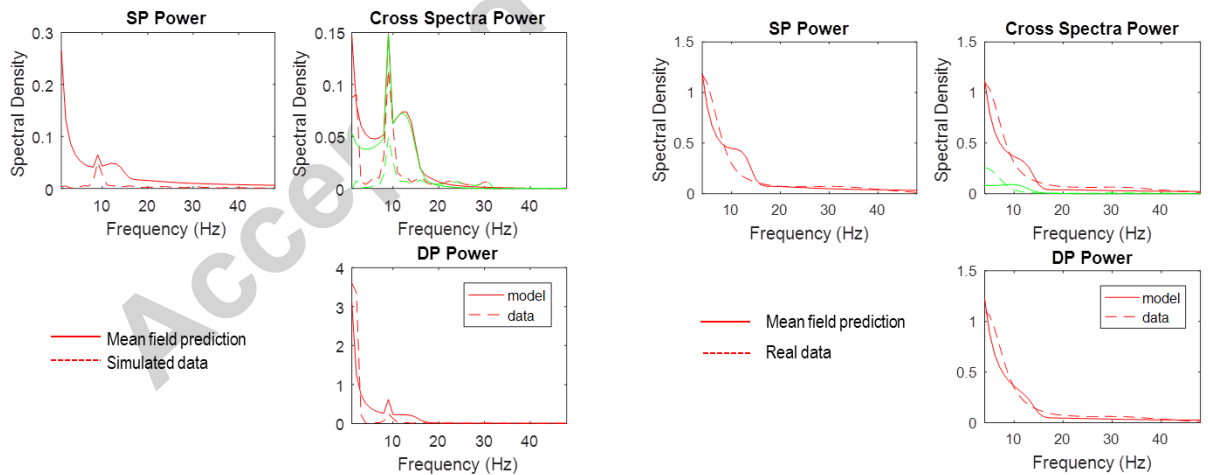 SP Power
Spectral Density
0.3
0.2
0.1
0
10 20 30 40
Frequency (Hz)
Cross Spectra Power
Spectral Density
0.15
0.1
0.05
0
10 20 30 40
Frequency (Hz)
DP Power
4
3
2
1
0
10 20 30 40
Frequency (Hz)
model
data
Mean field prediction
Simulated data
SP Power
Spectral Density
1.5
1
0.5
0
10 20 30 40
Frequency (Hz)
Cross Spectra Power
Spectral Density
1.5
1
0.5
0
10 20 30 40
Frequency (Hz)
DP Power
1.5
1
0.5
0
10 20 30 40
Frequency (Hz)
model
data
Mean field prediction
Real data